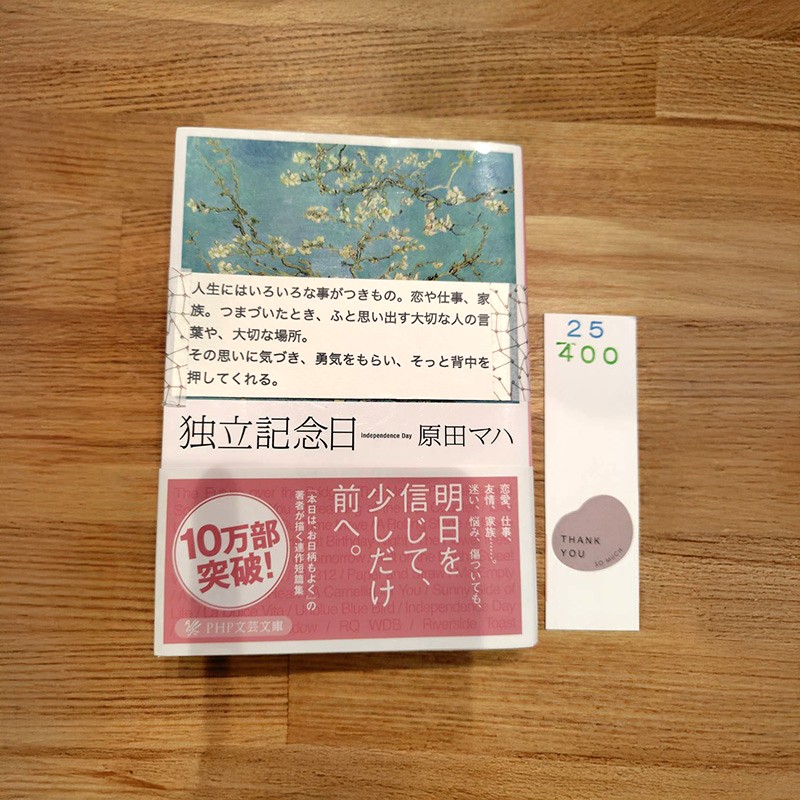 人生にはいろいろな事がつきもの。恋や仕事、家
族。つまづいたとき、ふと思い出す大切な人の言
葉や、大切な場所。
その思いに気づき、勇気をもらい、そっと背中を
押してくれる。
独立記念日 Independence Day 原田マハ
恋愛、仕事、
友情、家族……。
迷い、悩み、傷ついても、
明日を
信じて、
少しだけ
前へ。
『本日は、お日柄もよく』の
著者が描く連作短篇集
10万部
突破!
PHP文芸文庫
25
400
THANK
YOU
SO MUCH